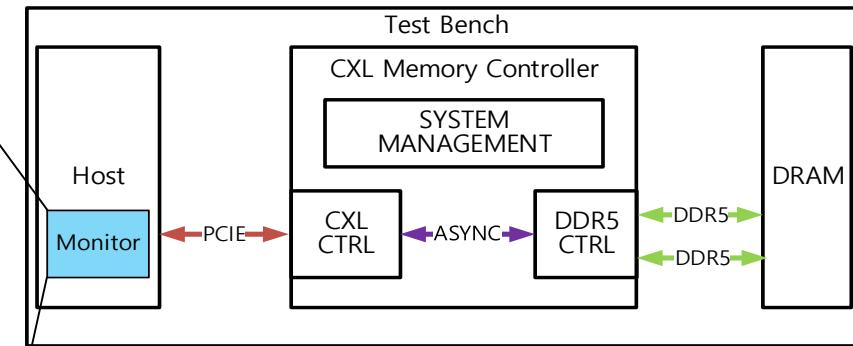 Test Bench
CXL Memory Controller
SYSTEM
MANAGEMENT
Host
Monitor
PCIE
CXL
CTRL
ASYNC
DDR5
CTRL
DDR5
DDR5
DRAM